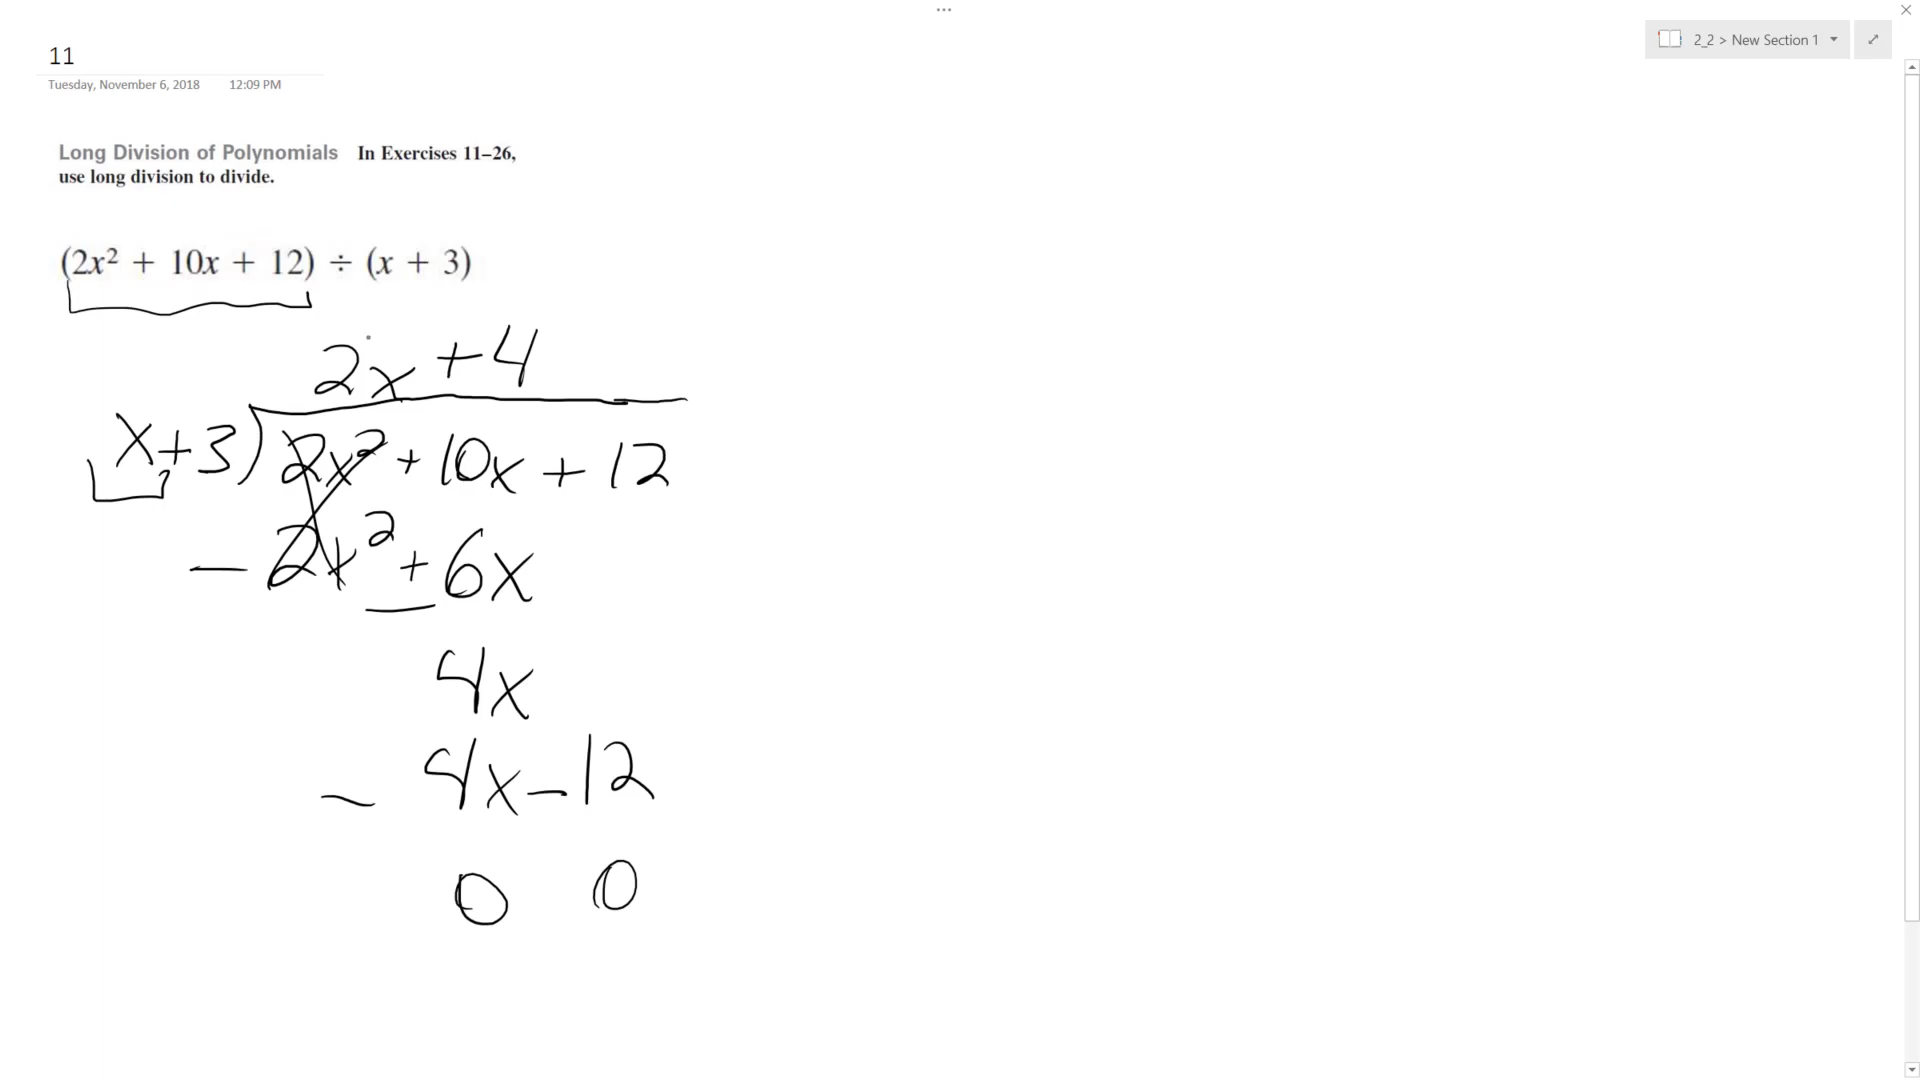 ...
2_2 > New Section 1
11
Tuesday, November 6, 2018 12:09 PM
Long Division of Polynomials In Exercises 11–26,
use long division to divide.
(2x² + 10x + 12) ÷ (x + 3)
2x + 4
x+3) 2x² + 10x + 12
- 2x² + 6x
4x
- 4x - 12
0 0